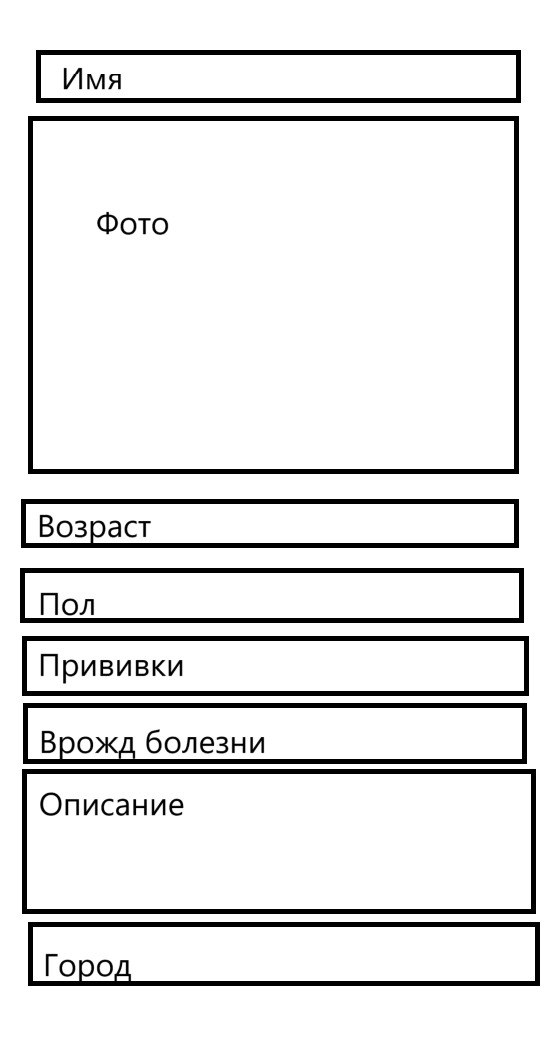 Имя
Фото
Возраст
Пол
Прививки
Врожд болезни
Описание
Город